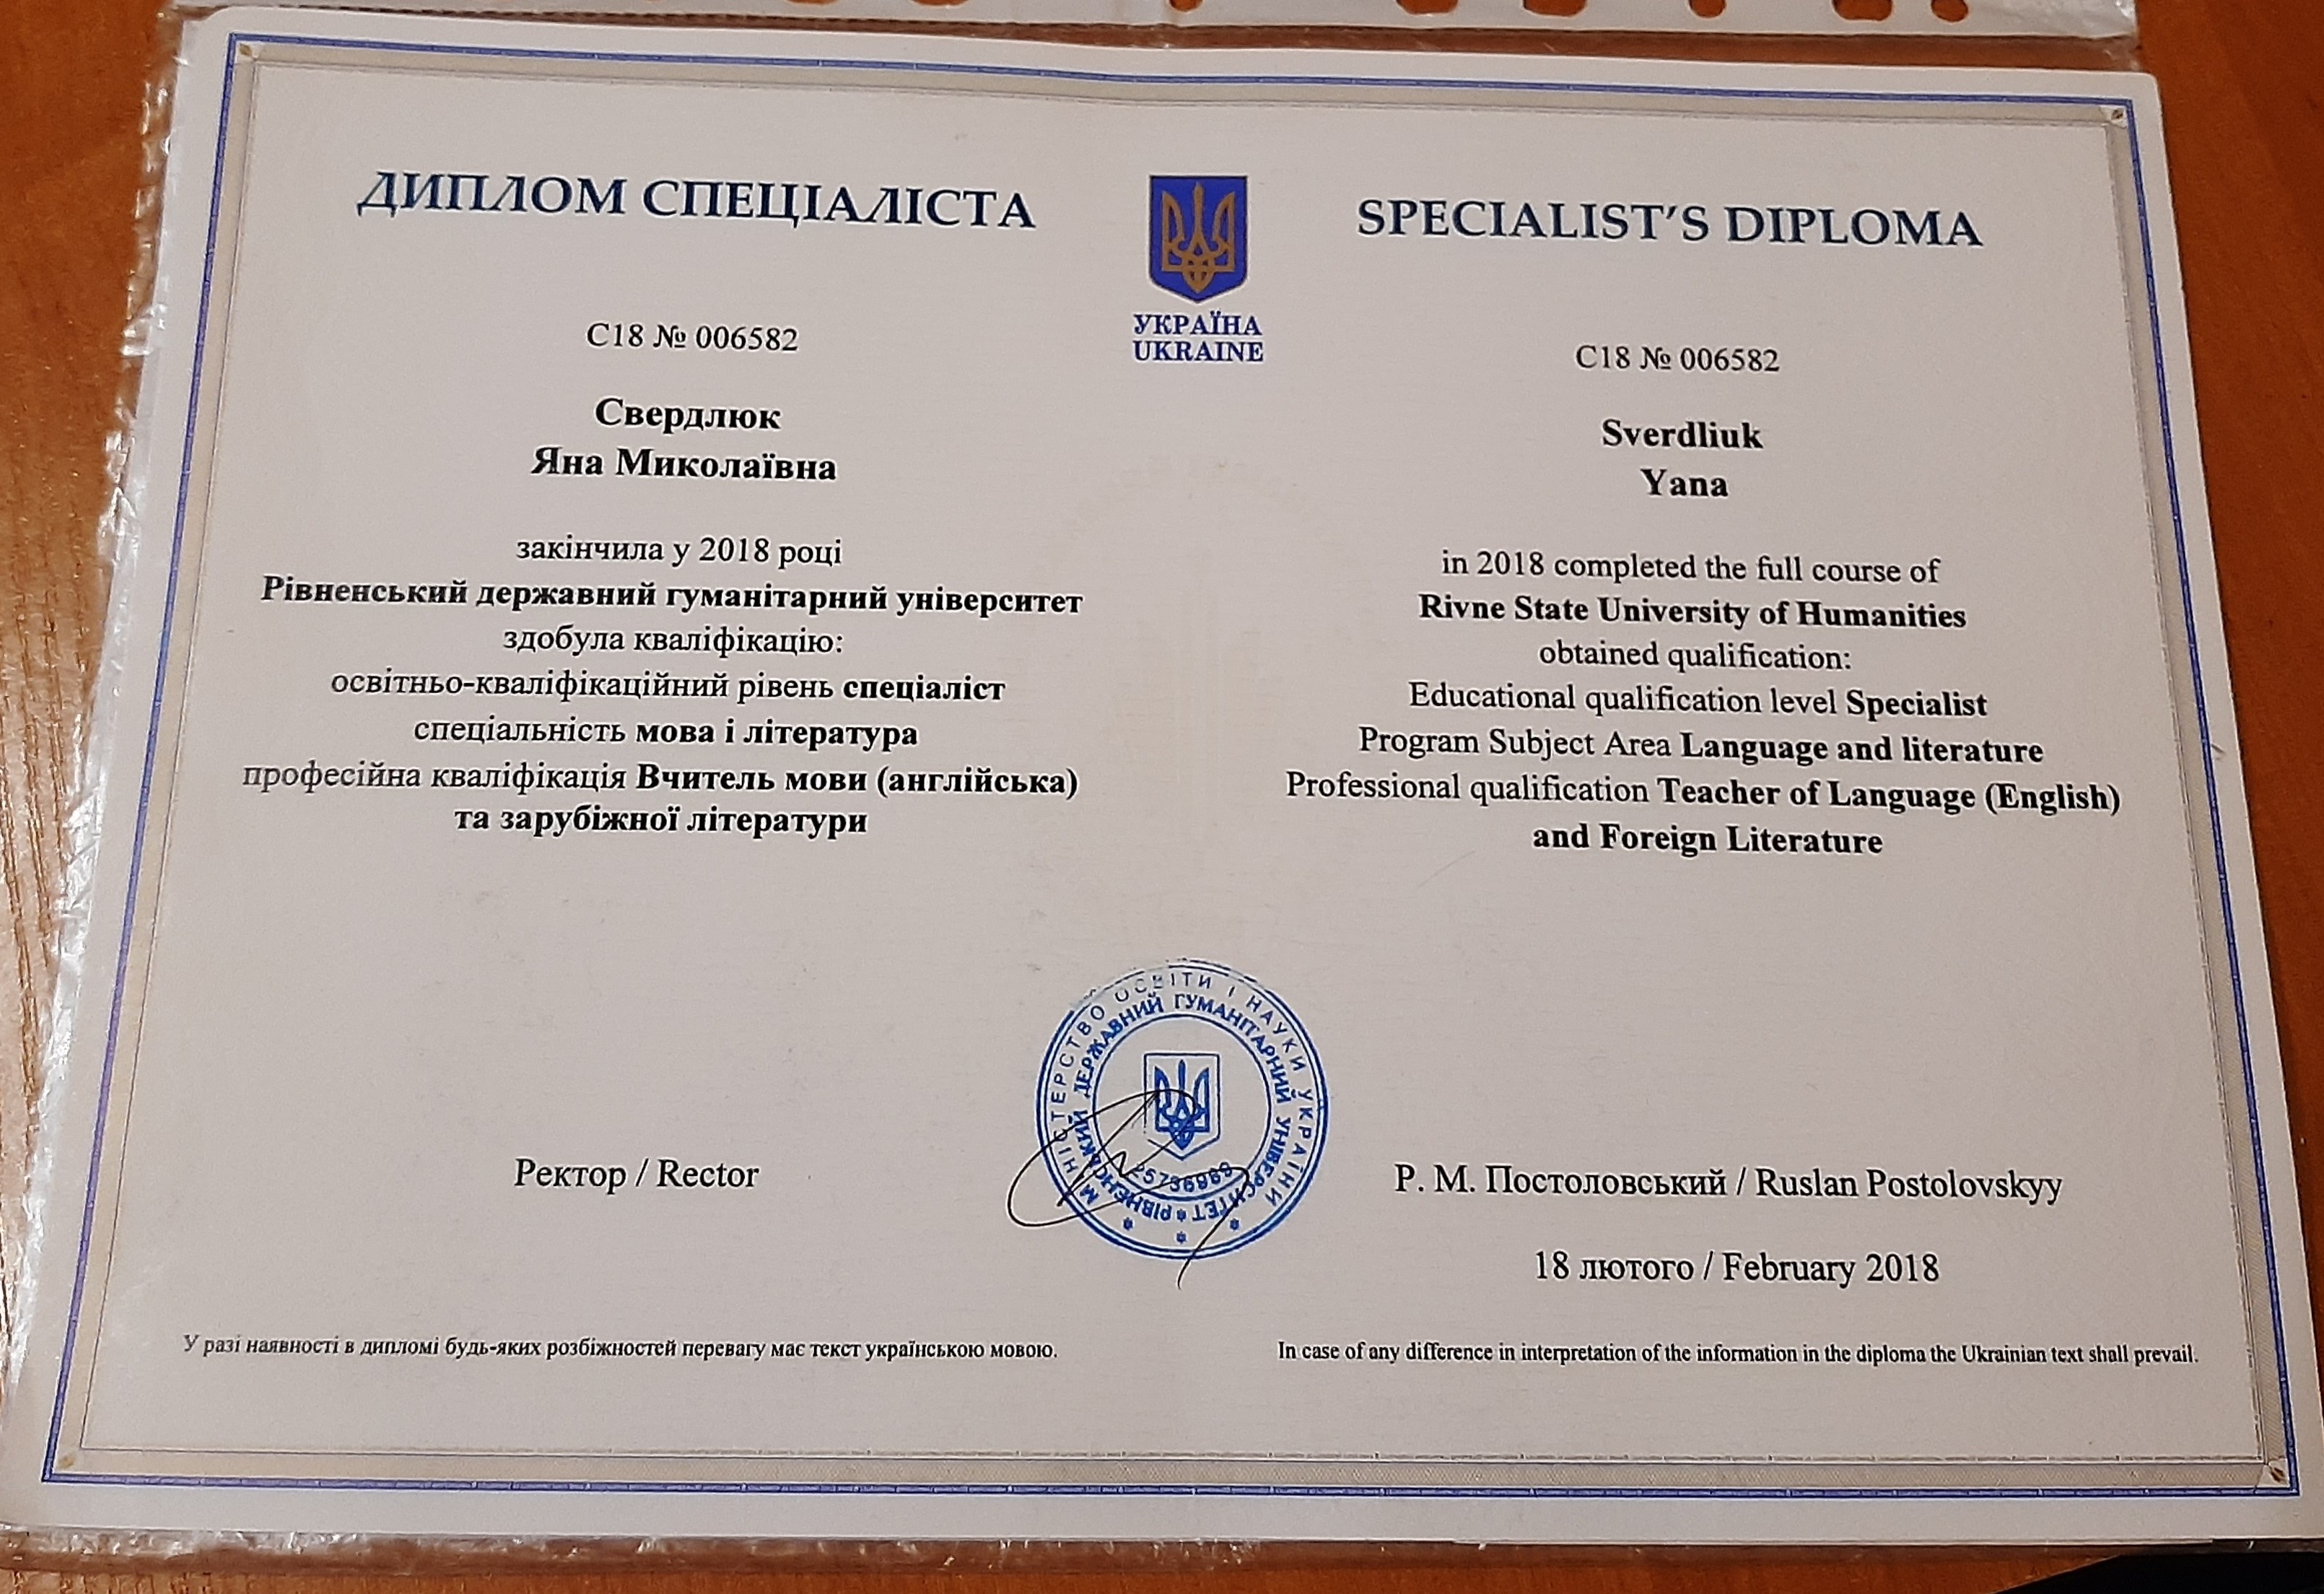 ДИПЛОМ СПЕЦІАЛІСТА
С18 № 006582
Свердлюк
Яна Миколаївна
закінчила у 2018 році
Рівненський державний гуманітарний університет
здобула кваліфікацію:
освітньо-кваліфікаційний рівень спеціаліст
спеціальність мова і література
професійна кваліфікація Вчитель мови (англійська)
та зарубіжної літератури
УКРАЇНА
UKRAINE
SPECIALIST'S DIPLOMA
C18 № 006582
Sverdliuk
Yana
in 2018 completed the full course of
Rivne State University of Humanities
obtained qualification:
Educational qualification level Specialist
Program Subject Area Language and literature
Professional qualification Teacher of Language (English)
and Foreign Literature
МІНІСТЕРСТВО ОСВІТИ І НАУКИ УКРАЇНИ
РІВНЕНСЬКИЙ ДЕРЖАВНИЙ ГУМАНІТАРНИЙ УНІВЕРСИТЕТ
Ректор / Rector
Р. М. Постоловський / Ruslan Postolovskyy
18 лютого / February 2018
У разі наявності в дипломі будь-яких розбіжностей перевагу має текст українською мовою.
In case of any difference in interpretation of the information in the diploma the Ukrainian text shall prevail.